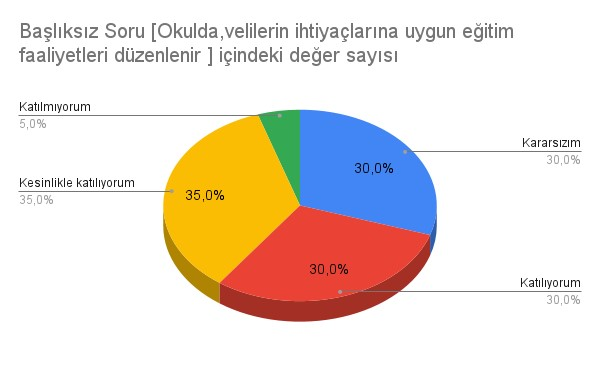 Başlıksız Soru [Okulda,velilerin ihtiyaçlarına uygun eğitim
faaliyetleri düzenlenir ] içindeki değer sayısı
Katılmıyorum
5,0%
Kararsızım
30,0%
30,0%
Kesinlikle katılıyorum
35,0%
35,0%
30,0%
Katılıyorum
30,0%